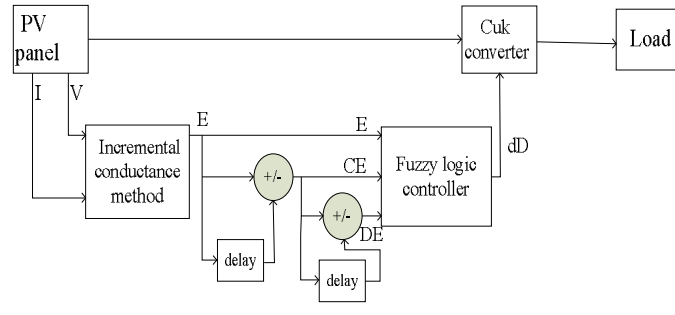 PV
panel
Cuk
converter
Load
I
V
E
E
Incremental
conductance
method
+/-
CE
Fuzzy logic
controller
dD
+/-
DE
delay
delay